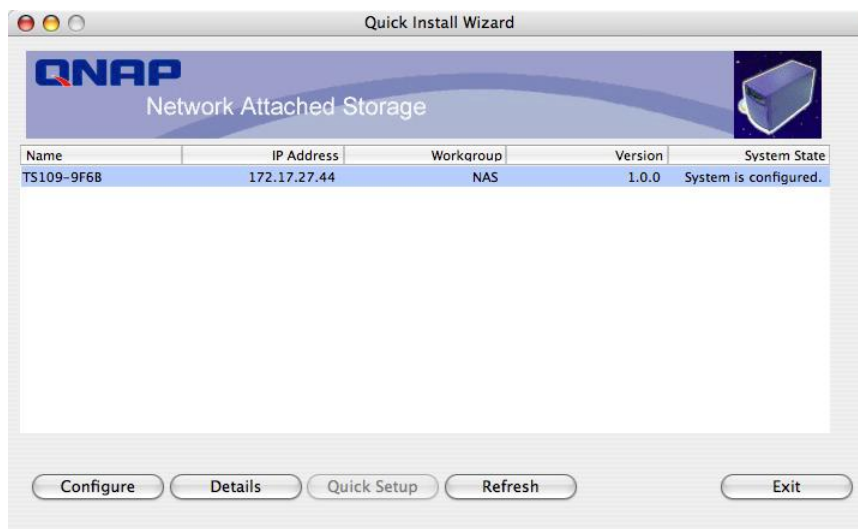 Quick Install Wizard
QNAP
Network Attached Storage
Name IP Address Workgroup Version System State
TS109-9F6B 172.17.27.44 NAS 1.0.0 System is configured.
Configure Details Quick Setup Refresh Exit